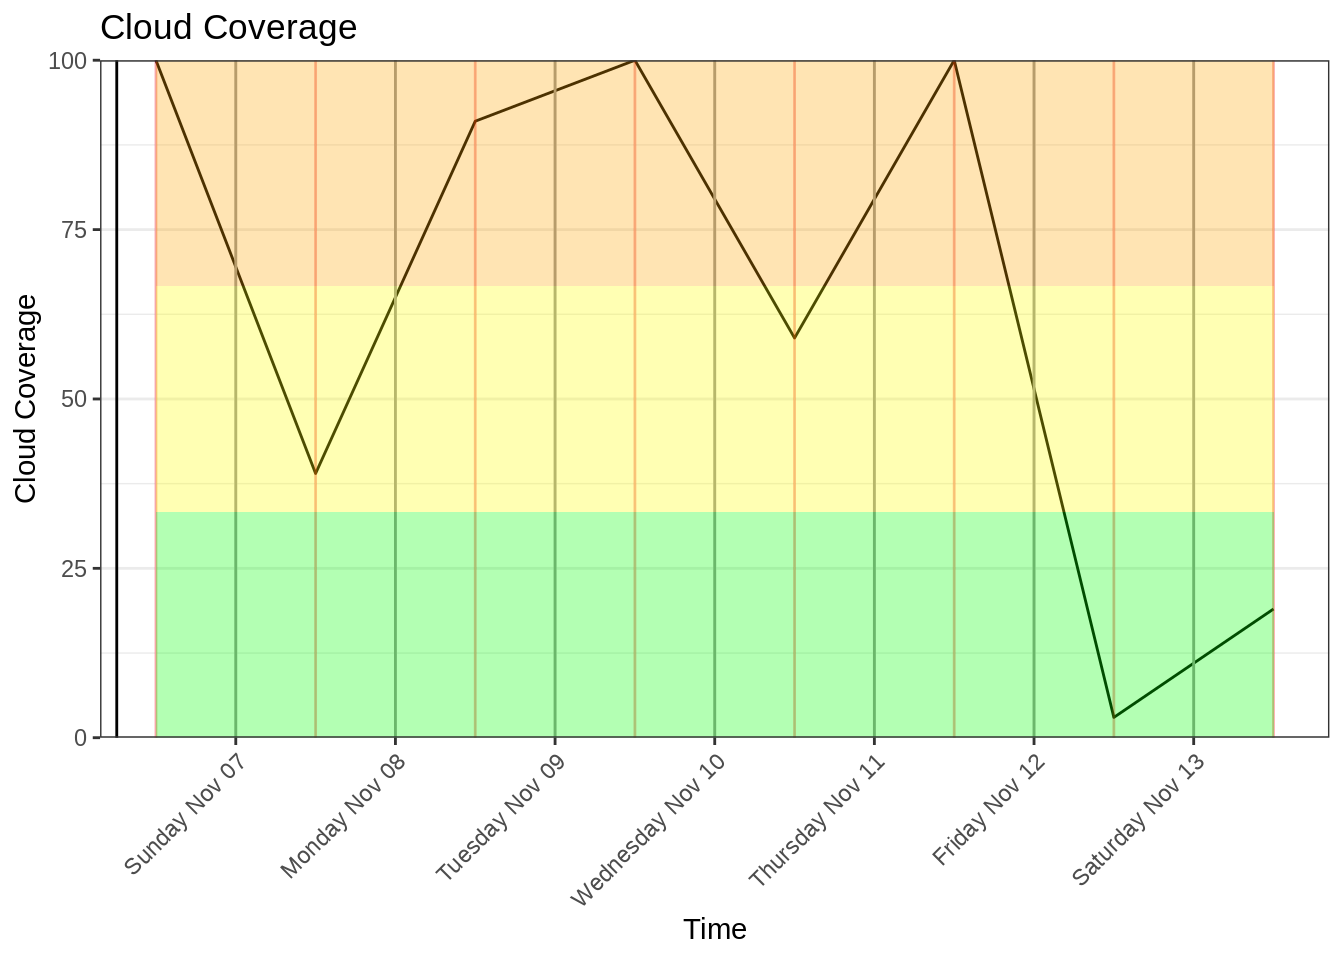 Cloud Coverage
100
75
50
25
0
Cloud Coverage
Sunday Nov 07
Monday Nov 08
Tuesday Nov 09
Wednesday Nov 10
Thursday Nov 11
Friday Nov 12
Saturday Nov 13
Time